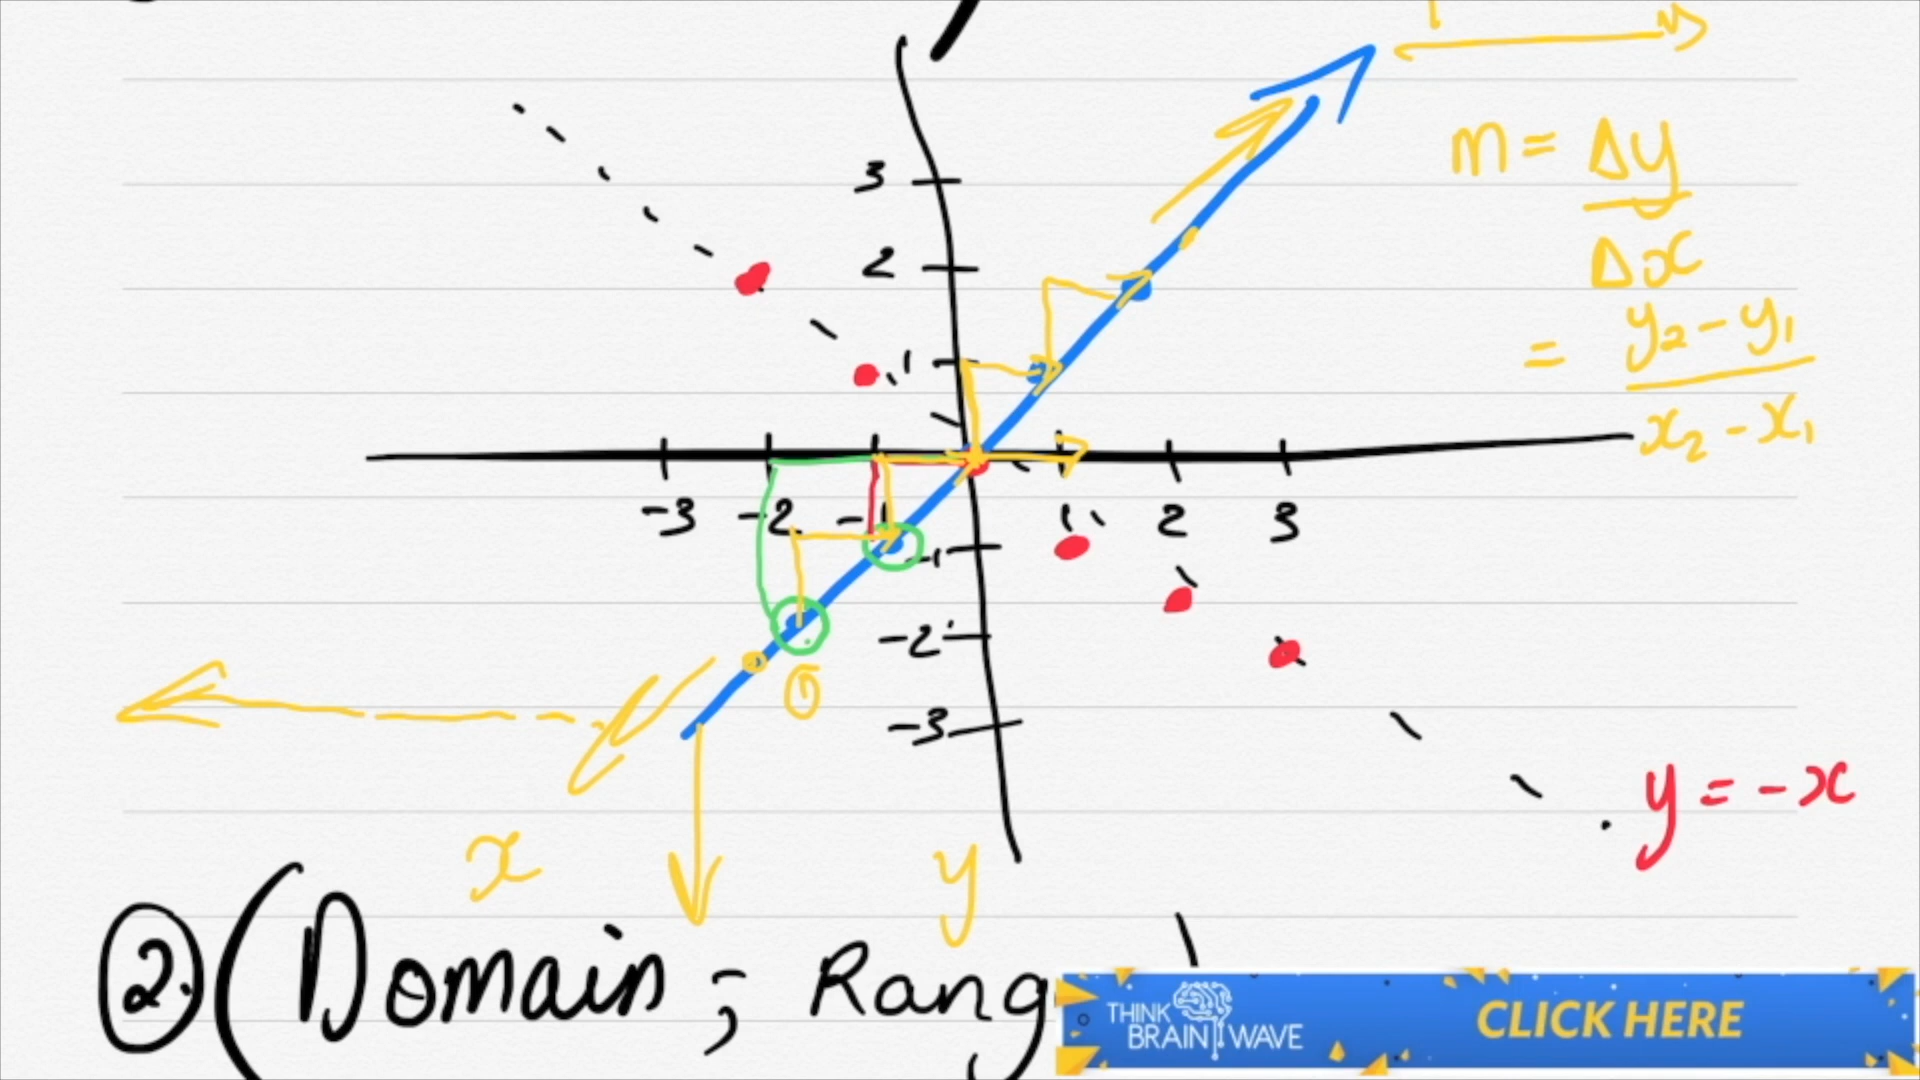 m = Δy
Δx
= y₂ - y₁
x₂ - x₁
3
2
1
-3 -2 -1 1 2 3
-1
-2
-3
y = -x
x y
2. (Domain; Rang
THINK
BRAIN WAVE
CLICK HERE